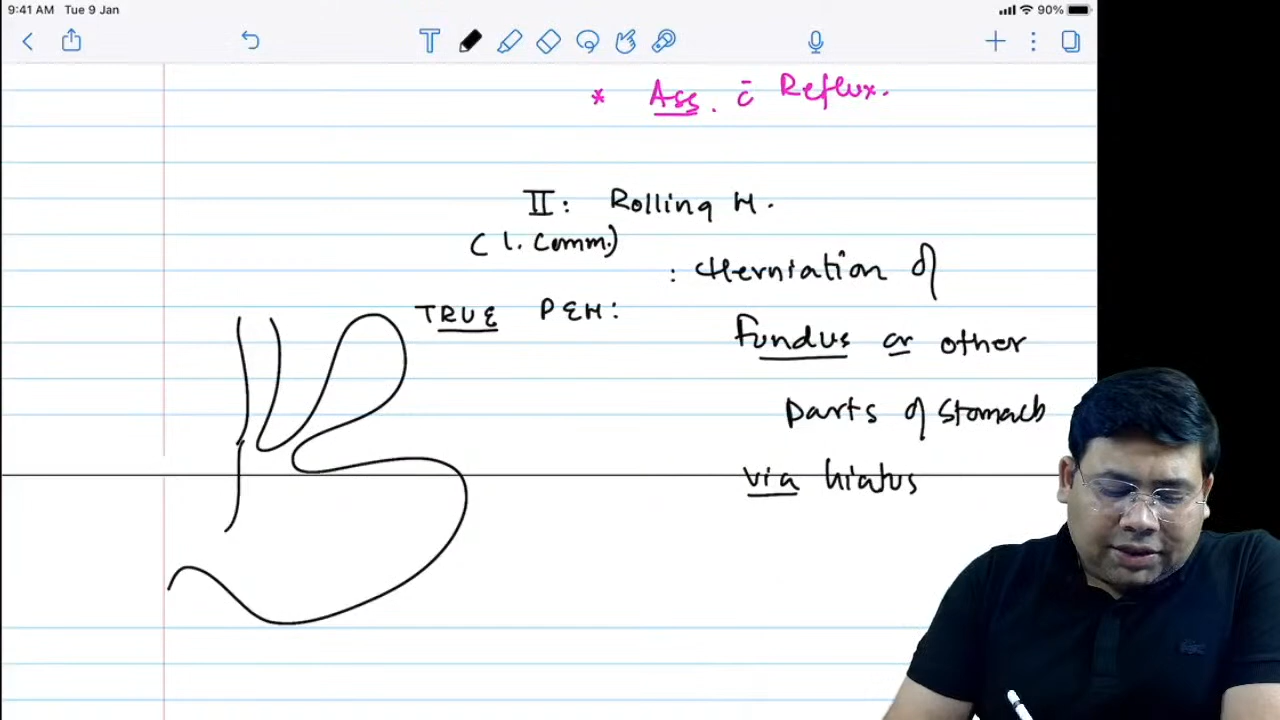 9:41 AM Tue 9 Jan
90%
* Ass. c̄ Reflux.
II: Rolling H.
(l. Comm.)
: Herniation of
TRUE PEH:
fundus or other
parts of stomach
via hiatus